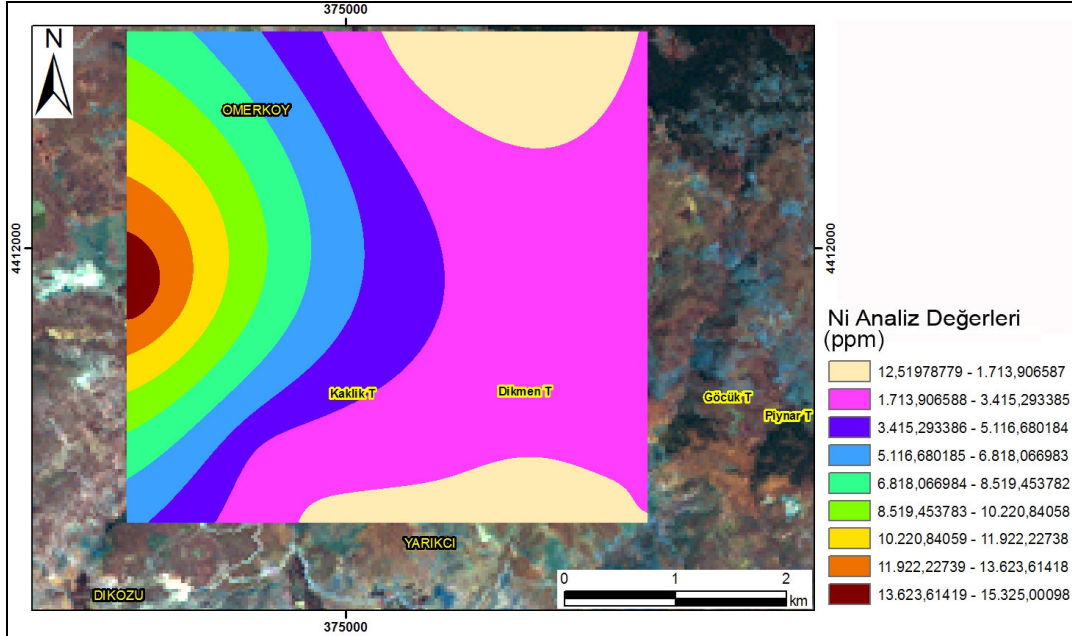 375000
N
OMERKOY
4412000
4412000
Ni Analiz Değerleri
(ppm)
12,51978779 - 1.713,906587
1.713,906588 - 3.415,293385
3.415,293386 - 5.116,680184
5.116,680185 - 6.818,066983
6.818,066984 - 8.519,453782
8.519,453783 - 10.220,84058
10.220,84059 - 11.922,22738
11.922,22739 - 13.623,61418
13.623,61419 - 15.325,00098
Kaklik T
Dikmen T
Göcük T
Piynar T
YARIKCI
DIKOZU
0 1 2
km
375000